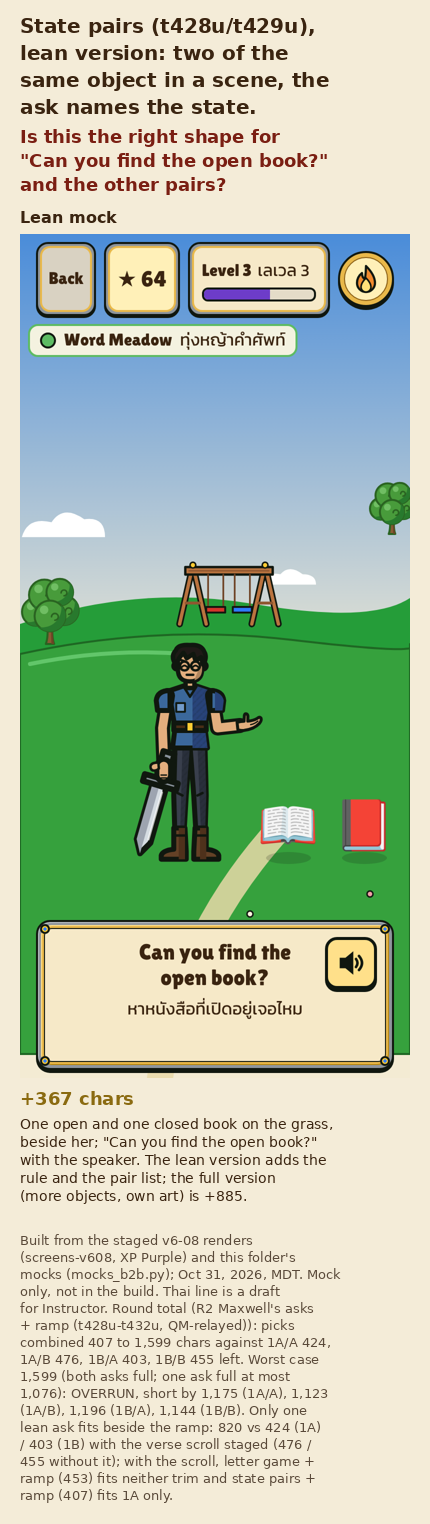 State pairs (t428u/t429u),
lean version: two of the
same object in a scene, the
ask names the state.
Is this the right shape for
"Can you find the open book?"
and the other pairs?
Lean mock
Back
★ 64
Level 3 เลเวล 3
Word Meadow ทุ่งหญ้าคำศัพท์
Can you find the
open book?
หาหนังสือที่เปิดอยู่เจอไหม
+367 chars
One open and one closed book on the grass,
beside her; "Can you find the open book?"
with the speaker. The lean version adds the
rule and the pair list; the full version
(more objects, own art) is +885.
Built from the staged v6-08 renders
(screens-v608, XP Purple) and this folder's
mocks (mocks_b2b.py); Oct 31, 2026, MDT. Mock
only, not in the build. Thai line is a draft
for Instructor. Round total (R2 Maxwell's asks
+ ramp (t428u-t432u, QM-relayed)): picks
combined 407 to 1,599 chars against 1A/A 424,
1A/B 476, 1B/A 403, 1B/B 455 left. Worst case
1,599 (both asks full; one ask full at most
1,076): OVERRUN, short by 1,175 (1A/A), 1,123
(1A/B), 1,196 (1B/A), 1,144 (1B/B). Only one
lean ask fits beside the ramp: 820 vs 424 (1A)
/ 403 (1B) with the verse scroll staged (476 /
455 without it); with the scroll, letter game +
ramp (453) fits neither trim and state pairs +
ramp (407) fits 1A only.